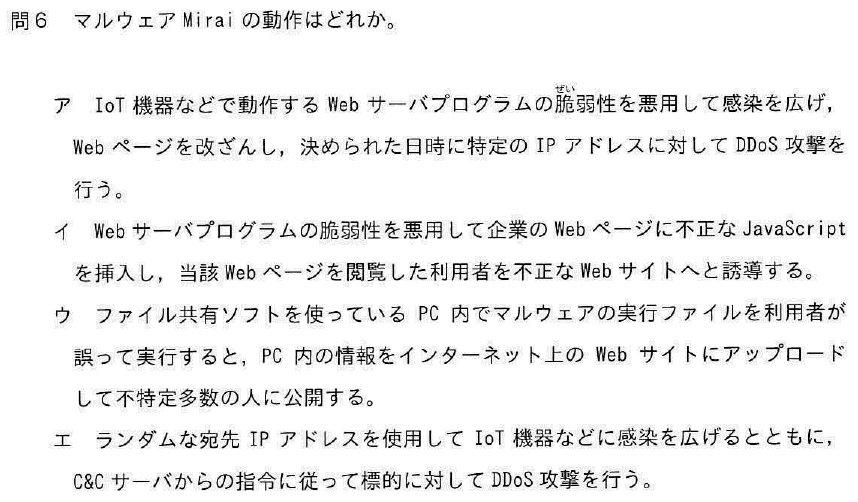 問6 マルウェア Mirai の動作はどれか。
ア IoT 機器などで動作する Web サーバプログラムの脆弱性を悪用して感染を広げ,
ぜい
Web ページを改ざんし,決められた日時に特定の IP アドレスに対して DDoS 攻撃を
行う。
イ Web サーバプログラムの脆弱性を悪用して企業の Web ページに不正な JavaScript
を挿入し,当該 Web ページを閲覧した利用者を不正な Web サイトへと誘導する。
ウ ファイル共有ソフトを使っている PC 内でマルウェアの実行ファイルを利用者が
誤って実行すると,PC 内の情報をインターネット上の Web サイトにアップロード
して不特定多数の人に公開する。
エ ランダムな宛先 IP アドレスを使用して IoT 機器などに感染を広げるとともに,
C&C サーバからの指令に従って標的に対して DDoS 攻撃を行う。